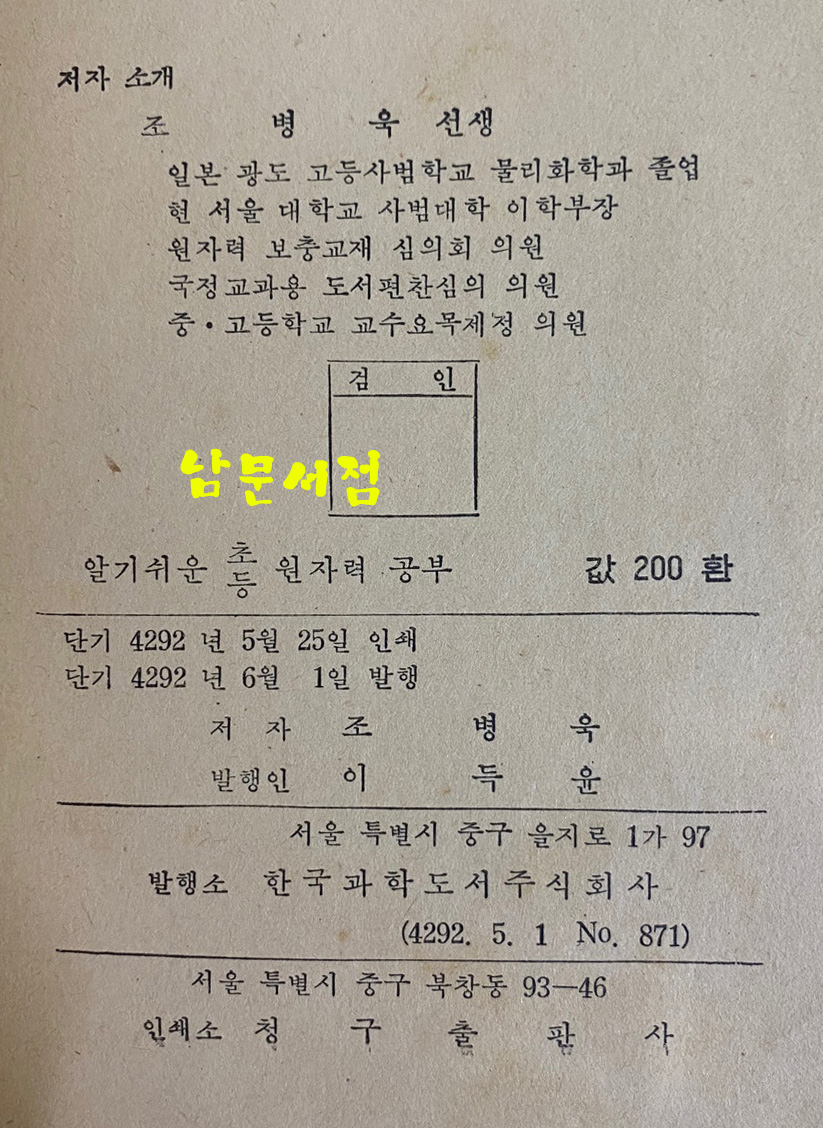 저자 소개
조 병 욱 선생
일본 광도 고등사범학교 물리화학과 졸업
현 서울 대학교 사범대학 이학부장
원자력 보충교재 심의회 의원
국정교과용 도서편찬심의 의원
중·고등학교 교수요목제정 의원
검 인
남문서점
알기쉬운 초등 원자력 공부 값 200 환
단기 4292 년 5월 25일 인쇄
단기 4292 년 6월 1일 발행
저 자 조 병 욱
발행인 이 득 윤
서울 특별시 중구 을지로 1가 97
발행소 한국과학도서주식회사
(4292. 5. 1 No. 871)
서울 특별시 중구 북창동 93—46
인쇄소 청 구 출 판 사